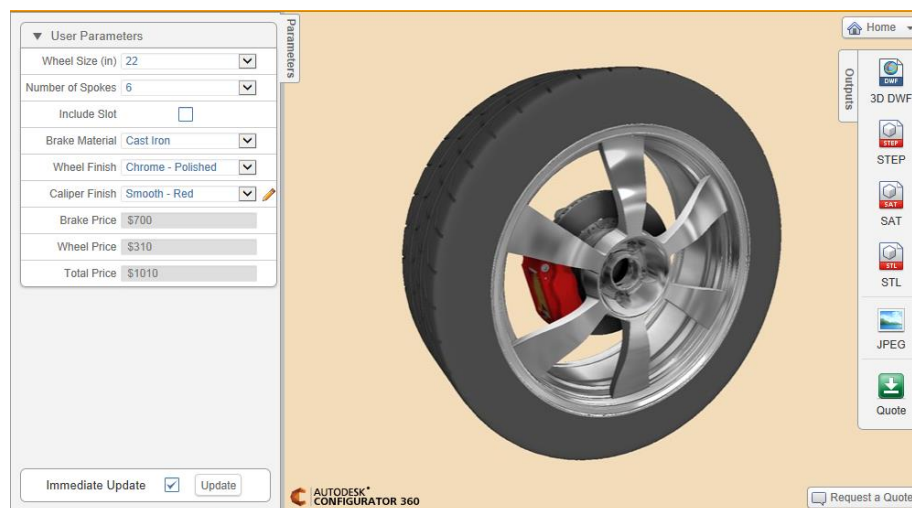 User Parameters
Wheel Size (in) 22
Number of Spokes 6
Include Slot
Brake Material Cast Iron
Wheel Finish Chrome - Polished
Caliper Finish Smooth - Red
Brake Price $700
Wheel Price $310
Total Price $1010
Immediate Update Update
Parameters
AUTODESK
CONFIGURATOR 360
Home
Outputs
DWF
3D DWF
STEP
STEP
SAT
SAT
STL
STL
JPEG
Quote
Request a Quote